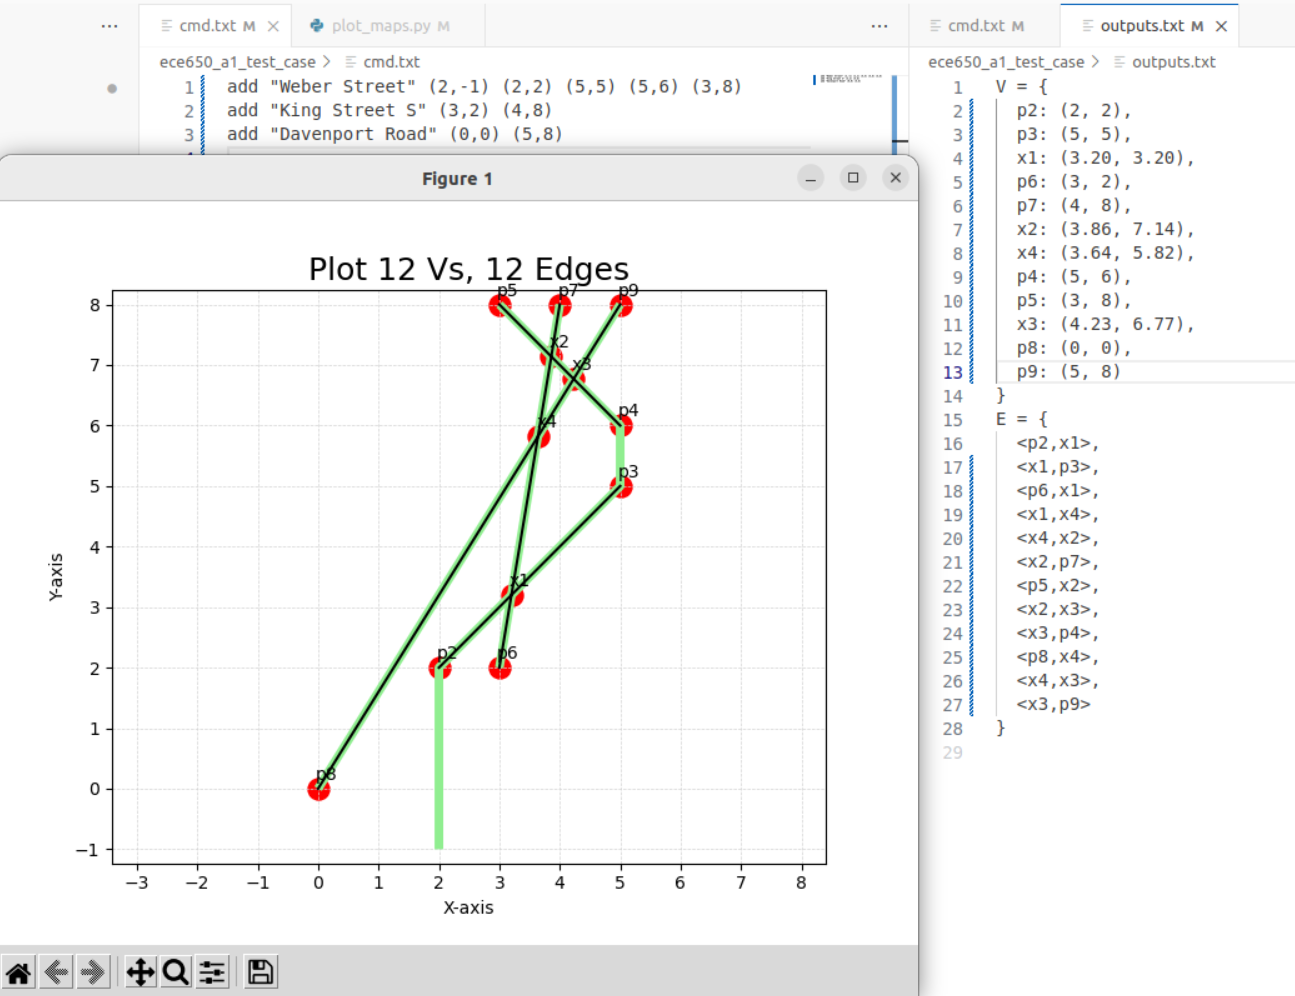 cmd.txt M
plot_maps.py M
cmd.txt M
outputs.txt M
ece650_a1_test_case > cmd.txt
1 add "Weber Street" (2,-1) (2,2) (5,5) (5,6) (3,8)
2 add "King Street S" (3,2) (4,8)
3 add "Davenport Road" (0,0) (5,8)
Figure 1
Plot 12 Vs, 12 Edges
p5 p7 p9
x2
x3
p4
x4
p3
x1
p2 p6
p8
8
7
6
5
4
3
2
1
0
−1
Y-axis
−3 −2 −1 0 1 2 3 4 5 6 7 8
X-axis
ece650_a1_test_case > outputs.txt
1 V = {
2 p2: (2, 2),
3 p3: (5, 5),
4 x1: (3.20, 3.20),
5 p6: (3, 2),
6 p7: (4, 8),
7 x2: (3.86, 7.14),
8 x4: (3.64, 5.82),
9 p4: (5, 6),
10 p5: (3, 8),
11 x3: (4.23, 6.77),
12 p8: (0, 0),
13 p9: (5, 8)
14 }
15 E = {
16 <p2,x1>,
17 <x1,p3>,
18 <p6,x1>,
19 <x1,x4>,
20 <x4,x2>,
21 <x2,p7>,
22 <p5,x2>,
23 <x2,x3>,
24 <x3,p4>,
25 <p8,x4>,
26 <x4,x3>,
27 <x3,p9>
28 }
29